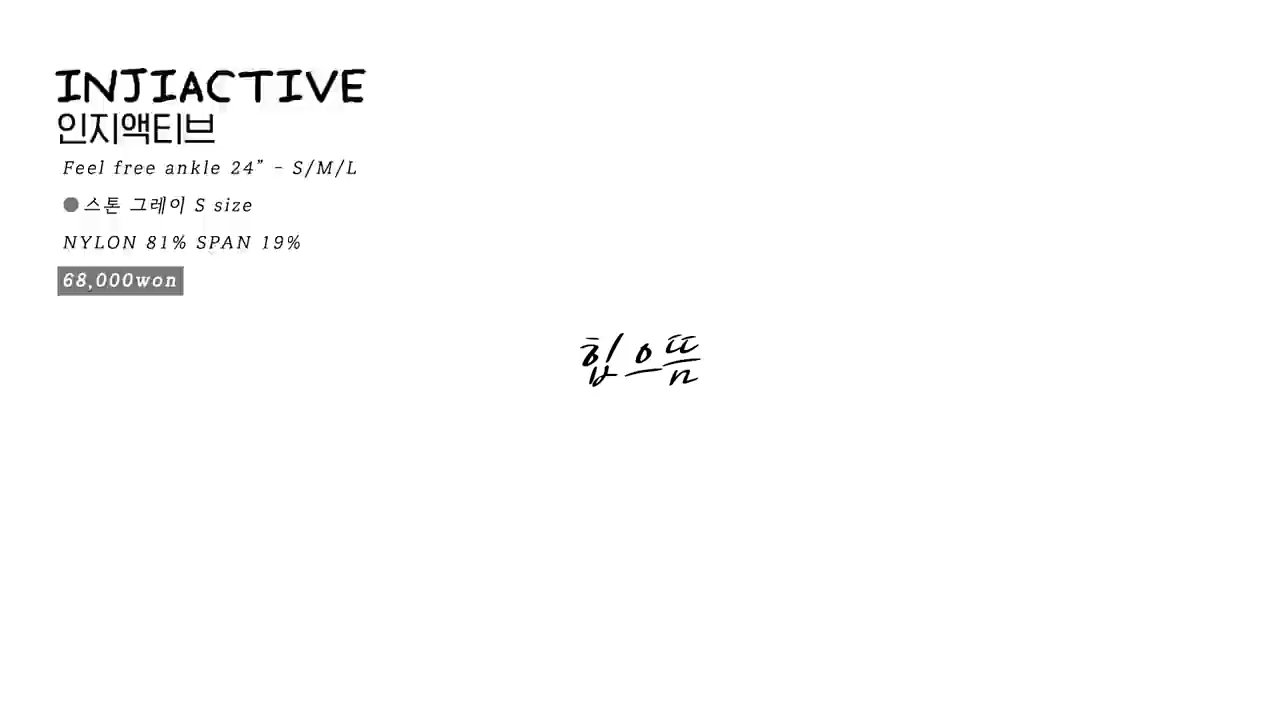 INJIACTIVE
인지액티브
Feel free ankle 24” - S/M/L
스톤 그레이 S size
NYLON 81% SPAN 19%
68,000won
힙으뜸